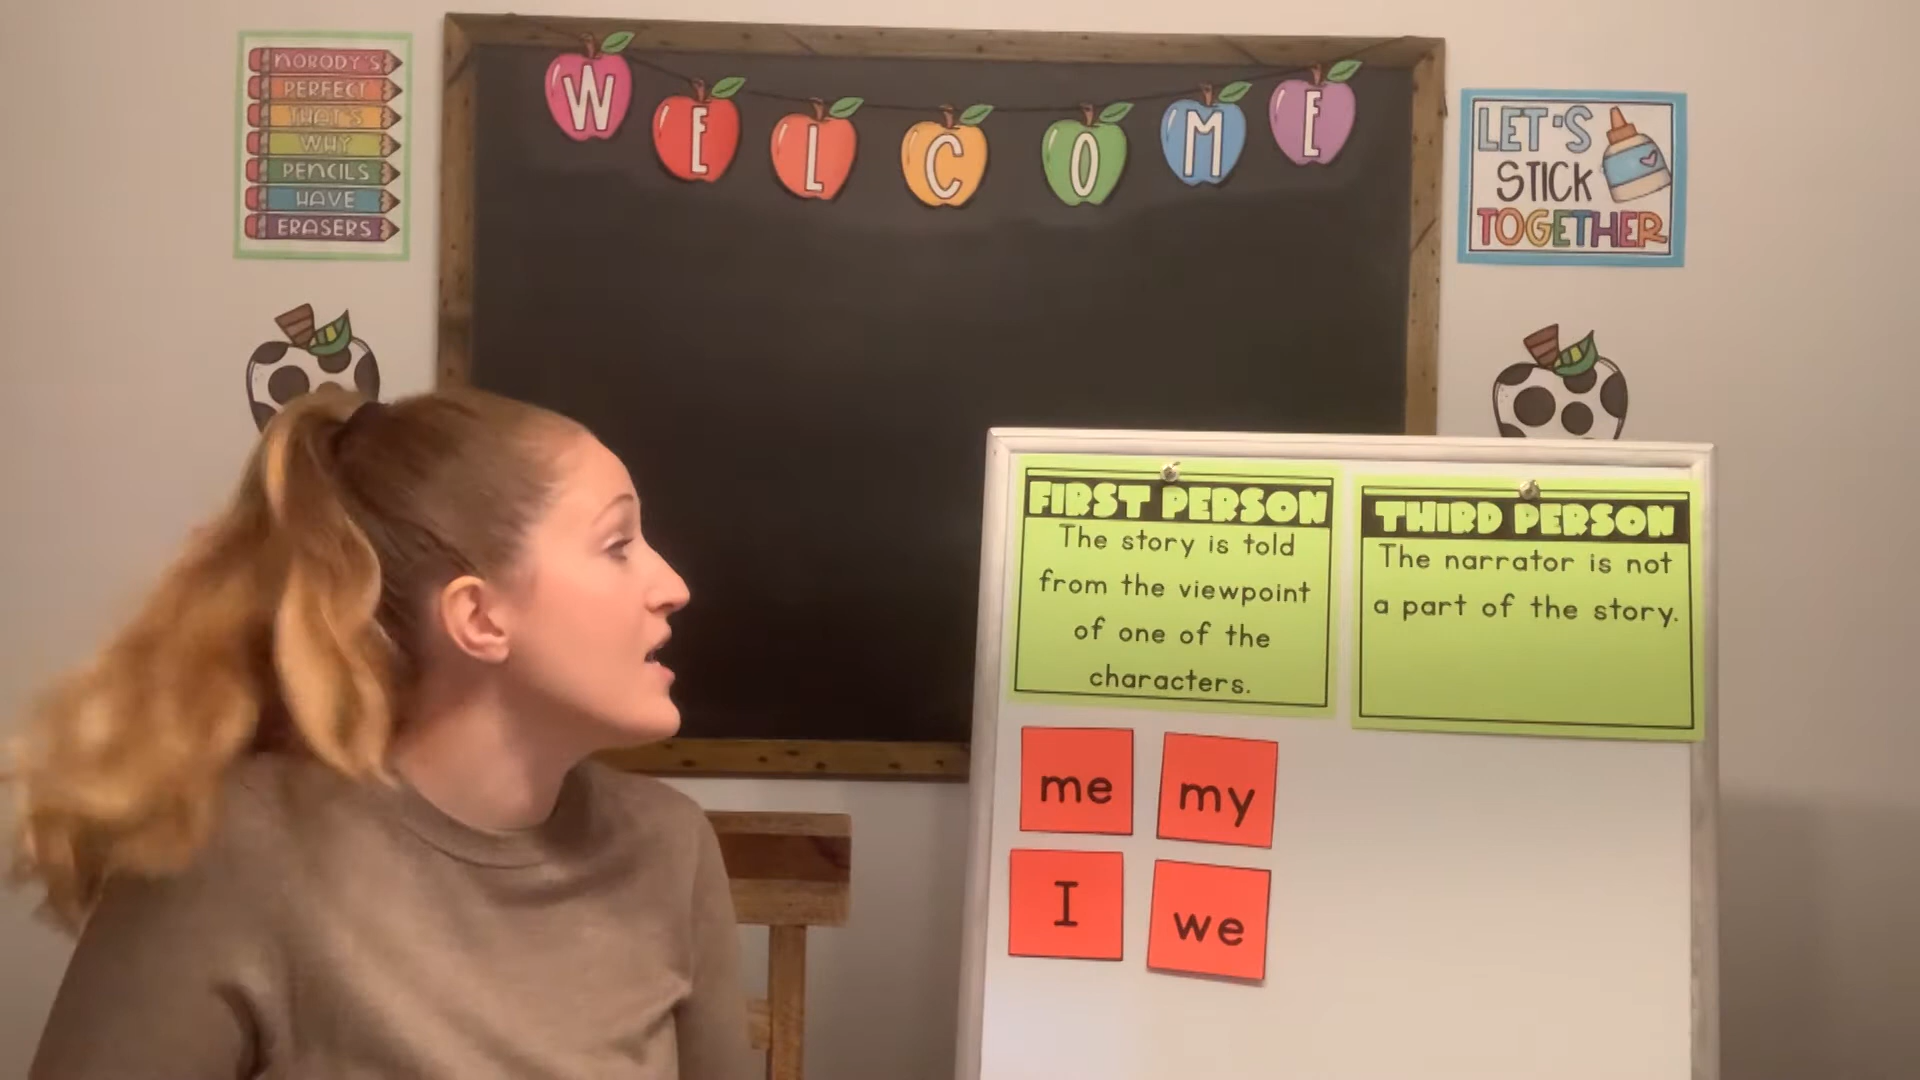 NOBODY'S
PERFECT
THAT'S
WHY
PENCILS
HAVE
ERASERS
WELCOME
LET'S
STICK
TOGETHER
FIRST PERSON
The story is told
from the viewpoint
of one of the
characters.
THIRD PERSON
The narrator is not
a part of the story.
me my
I we